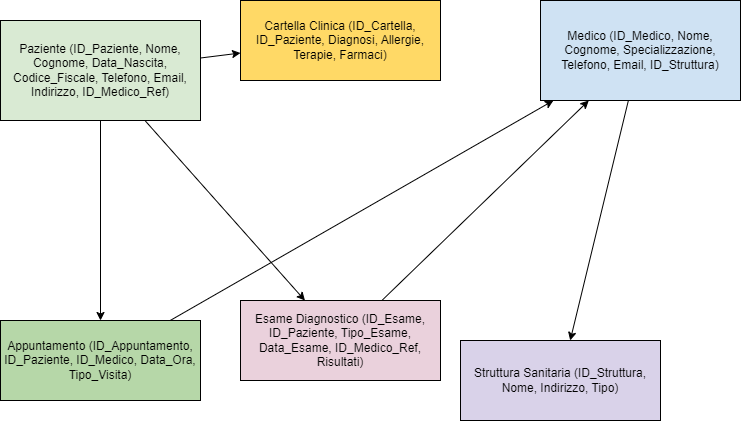 Paziente (ID_Paziente, Nome,
Cognome, Data_Nascita,
Codice_Fiscale, Telefono, Email,
Indirizzo, ID_Medico_Ref)
Cartella Clinica (ID_Cartella,
ID_Paziente, Diagnosi, Allergie,
Terapie, Farmaci)
Medico (ID_Medico, Nome,
Cognome, Specializzazione,
Telefono, Email, ID_Struttura)
Appuntamento (ID_Appuntamento,
ID_Paziente, ID_Medico, Data_Ora,
Tipo_Visita)
Esame Diagnostico (ID_Esame,
ID_Paziente, Tipo_Esame,
Data_Esame, ID_Medico_Ref,
Risultati)
Struttura Sanitaria (ID_Struttura,
Nome, Indirizzo, Tipo)